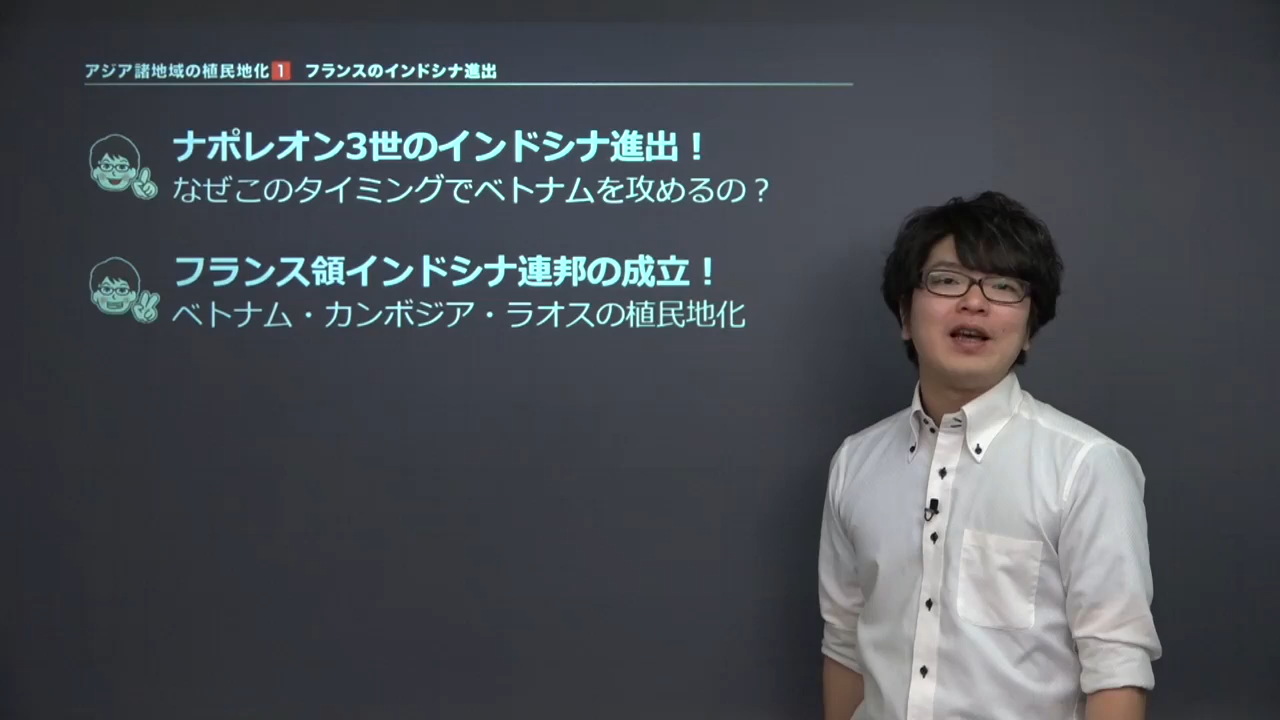 アジア諸地域の植民地化 1 フランスのインドシナ進出
ナポレオン3世のインドシナ進出！
なぜこのタイミングでベトナムを攻めるの？
フランス領インドシナ連邦の成立！
ベトナム・カンボジア・ラオスの植民地化